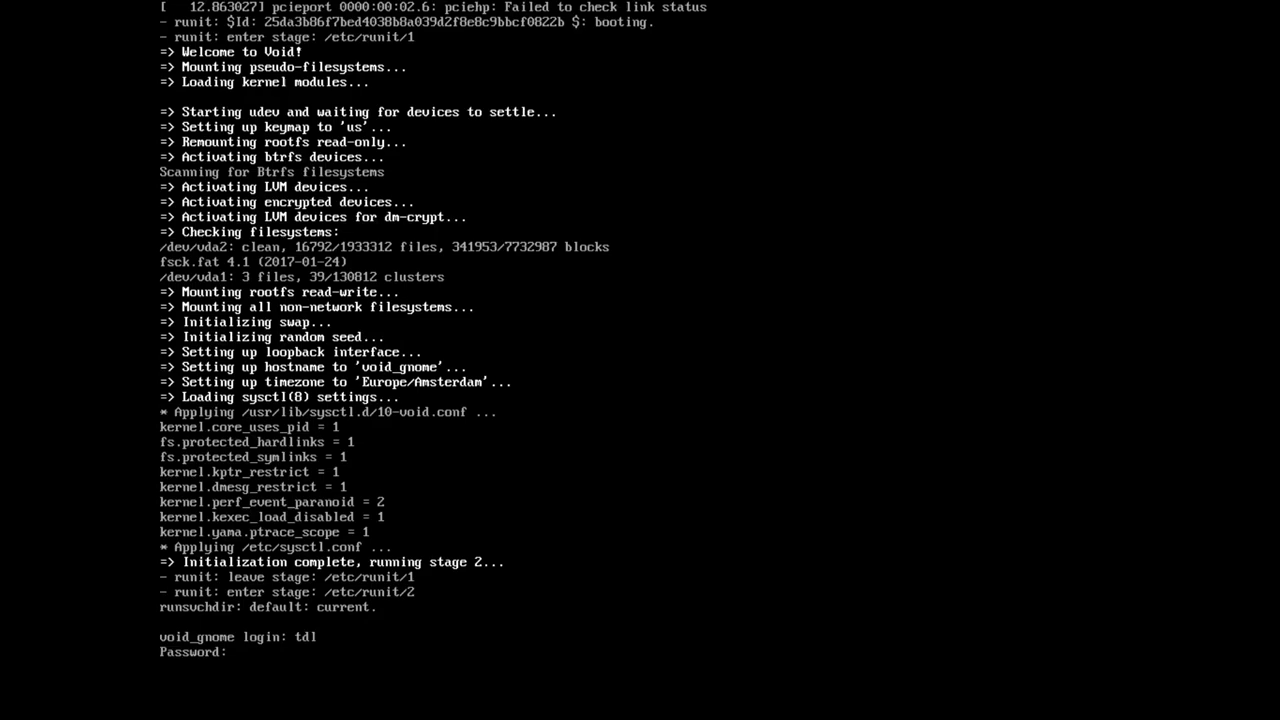 [   12.863027] pcieport 0000:00:02.6: pciehp: Failed to check link status
- runit: $Id: 25da3b86f7bed4038b8a039d2f8e8c9bbcf0822b $: booting.
- runit: enter stage: /etc/runit/1
=> Welcome to Void!
=> Mounting pseudo-filesystems...
=> Loading kernel modules...
=> Starting udev and waiting for devices to settle...
=> Setting up keymap to 'us'...
=> Remounting rootfs read-only...
=> Activating btrfs devices...
Scanning for Btrfs filesystems
=> Activating LVM devices...
=> Activating encrypted devices...
=> Activating LVM devices for dm-crypt...
=> Checking filesystems:
/dev/vda2: clean, 16792/1933312 files, 341953/7732987 blocks
fsck.fat 4.1 (2017-01-24)
/dev/vda1: 3 files, 39/130812 clusters
=> Mounting rootfs read-write...
=> Mounting all non-network filesystems...
=> Initializing swap...
=> Initializing random seed...
=> Setting up loopback interface...
=> Setting up hostname to 'void_gnome'...
=> Setting up timezone to 'Europe/Amsterdam'...
=> Loading sysctl(8) settings...
* Applying /usr/lib/sysctl.d/10-void.conf ...
kernel.core_uses_pid = 1
fs.protected_hardlinks = 1
fs.protected_symlinks = 1
kernel.kptr_restrict = 1
kernel.dmesg_restrict = 1
kernel.perf_event_paranoid = 2
kernel.kexec_load_disabled = 1
kernel.yama.ptrace_scope = 1
* Applying /etc/sysctl.conf ...
=> Initialization complete, running stage 2...
- runit: leave stage: /etc/runit/1
- runit: enter stage: /etc/runit/2
runsvchdir: default: current.
void_gnome login: tdl
Password: